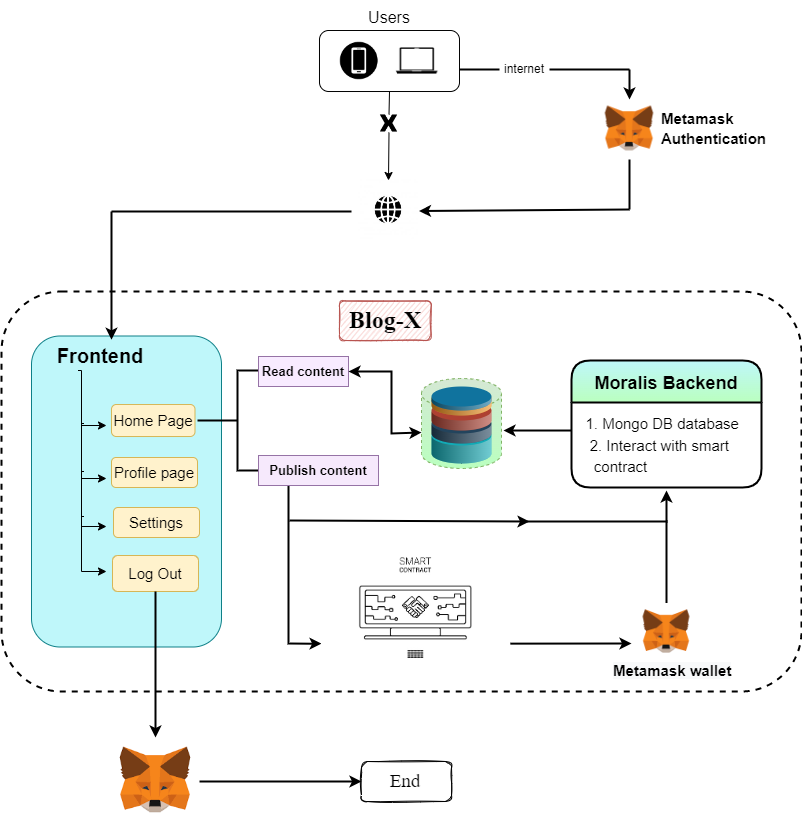 Users
internet
X
Metamask
Authentication
Blog-X
Frontend
Home Page
Profile page
Settings
Log Out
Read content
Publish content
Moralis Backend
1. Mongo DB database
2. Interact with smart
contract
SMART
CONTRACT
Metamask wallet
End